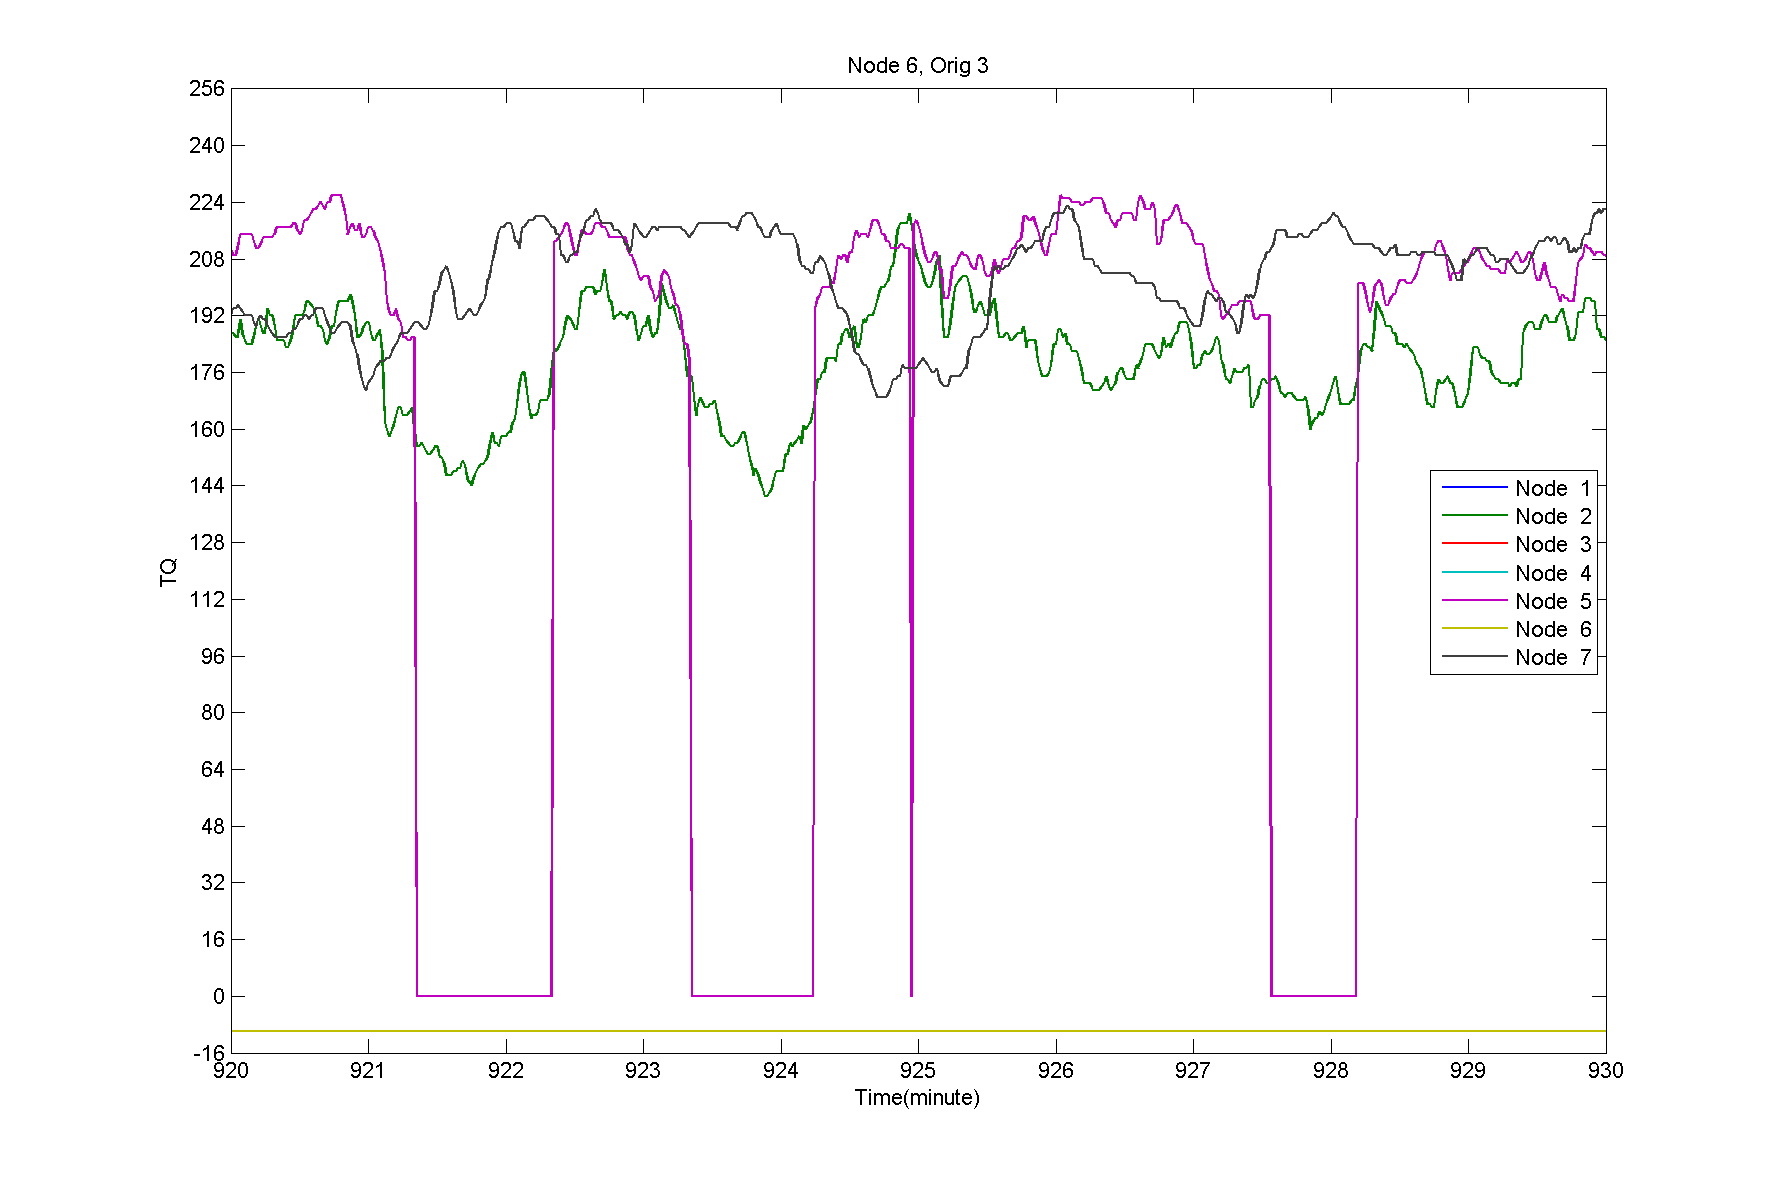 Node 6, Orig 3
256
240
224
208
192
176
160
144
128
112
96
80
64
48
32
16
0
-16
TQ
Node 1
Node 2
Node 3
Node 4
Node 5
Node 6
Node 7
920 921 922 923 924 925 926 927 928 929 930
Time(minute)